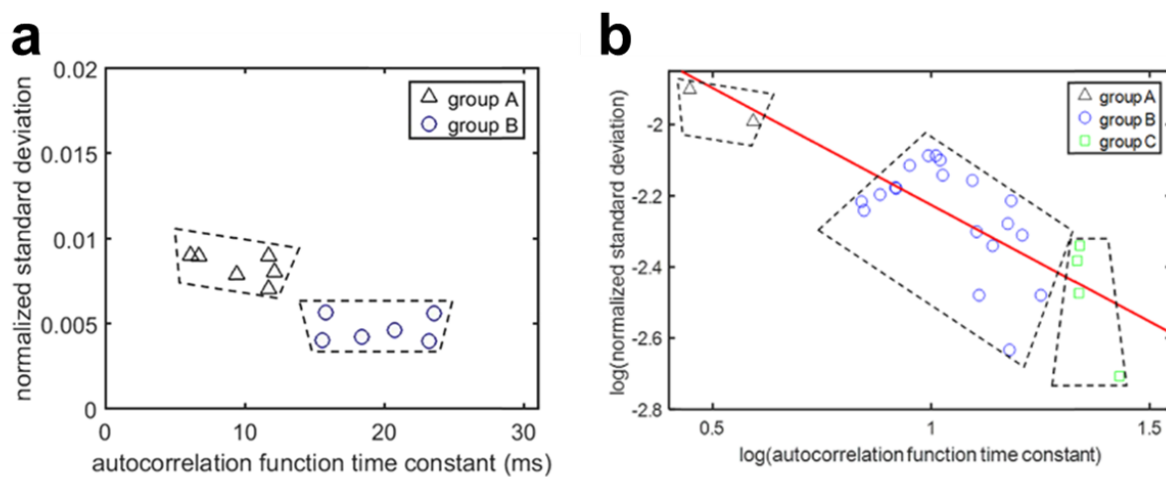 a
normalized standard deviation
0.02
0.015
0.01
0.005
0
0
10
20
30
autocorrelation function time constant (ms)
group A
group B
b
log(normalized standard deviation)
-2
-2.2
-2.4
-2.6
-2.8
0.5
1
1.5
log(autocorrelation function time constant)
group A
group B
group C